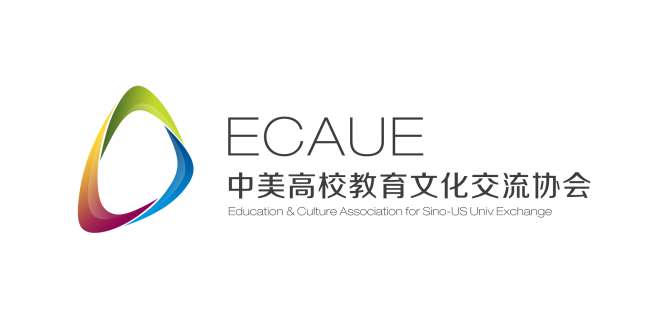 ECAUE
中美高校教育文化交流协会
Education & Culture Association for Sino-US Univ Exchange